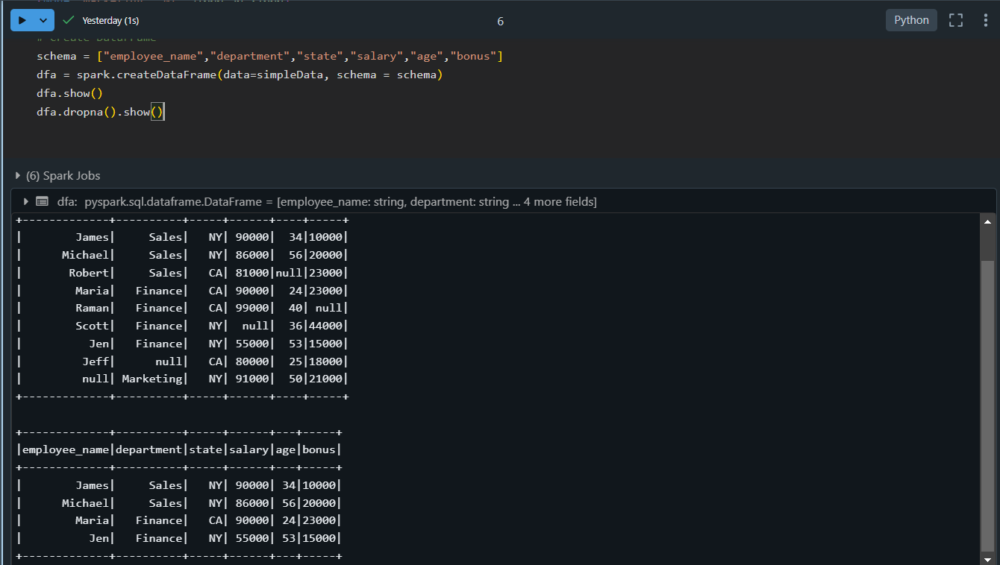 Yesterday (1s)
6
Python
# Create DataFrame
schema = ["employee_name","department","state","salary","age","bonus"]
dfa = spark.createDataFrame(data=simpleData, schema = schema)
dfa.show()
dfa.dropna().show()
(6) Spark Jobs
dfa: pyspark.sql.dataframe.DataFrame = [employee_name: string, department: string ... 4 more fields]
+-------------+----------+-----+------+----+-----+
|        James|     Sales|   NY| 90000|  34|10000|
|      Michael|     Sales|   NY| 86000|  56|20000|
|       Robert|     Sales|   CA| 81000|null|23000|
|        Maria|   Finance|   CA| 90000|  24|23000|
|        Raman|   Finance|   CA| 99000|  40| null|
|        Scott|   Finance|   NY|  null|  36|44000|
|          Jen|   Finance|   NY| 55000|  53|15000|
|         Jeff|      null|   CA| 80000|  25|18000|
|         null| Marketing|   NY| 91000|  50|21000|
+-------------+----------+-----+------+----+-----+
+-------------+----------+-----+------+---+-----+
|employee_name|department|state|salary|age|bonus|
+-------------+----------+-----+------+---+-----+
|        James|     Sales|   NY| 90000| 34|10000|
|      Michael|     Sales|   NY| 86000| 56|20000|
|        Maria|   Finance|   CA| 90000| 24|23000|
|          Jen|   Finance|   NY| 55000| 53|15000|
+-------------+----------+-----+------+---+-----+